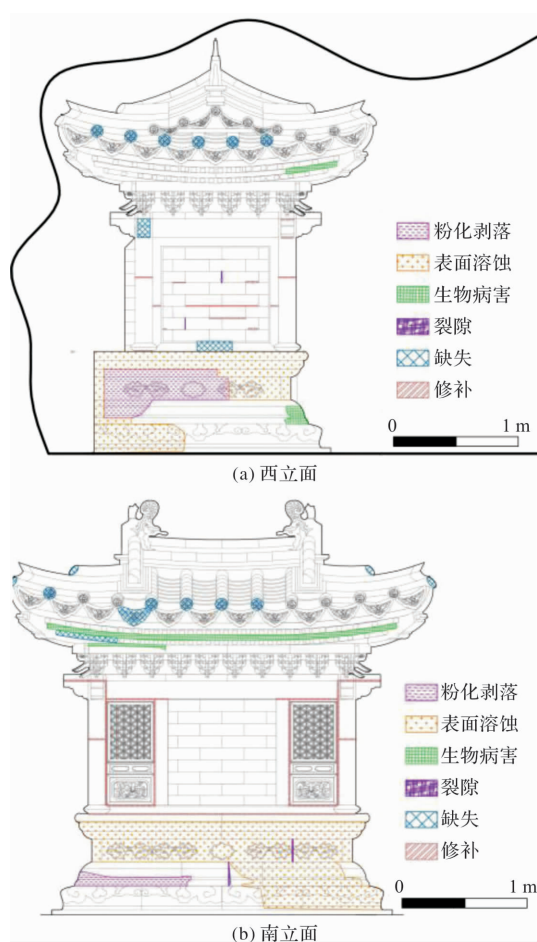 粉化剥落
表面溶蚀
生物病害
裂隙
缺失
修补
0 1 m
(a) 西立面
粉化剥落
表面溶蚀
生物病害
裂隙
缺失
修补
0 1 m
(b) 南立面